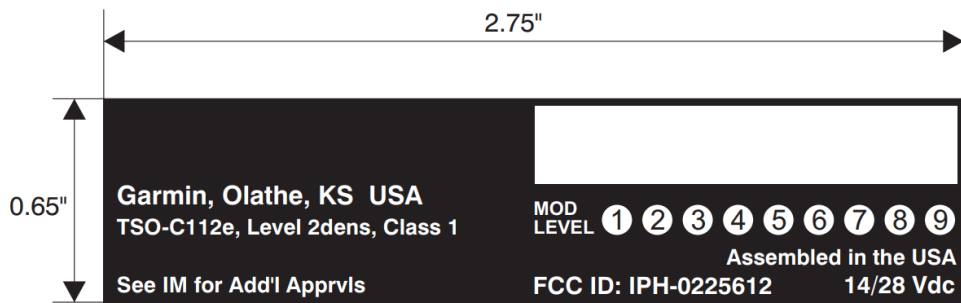 2.75"
0.65"
Garmin, Olathe, KS  USA
TSO-C112e, Level 2dens, Class 1
See IM for Add'l Apprvls
MOD
LEVEL 1 2 3 4 5 6 7 8 9
Assembled in the USA
FCC ID: IPH-0225612 14/28 Vdc